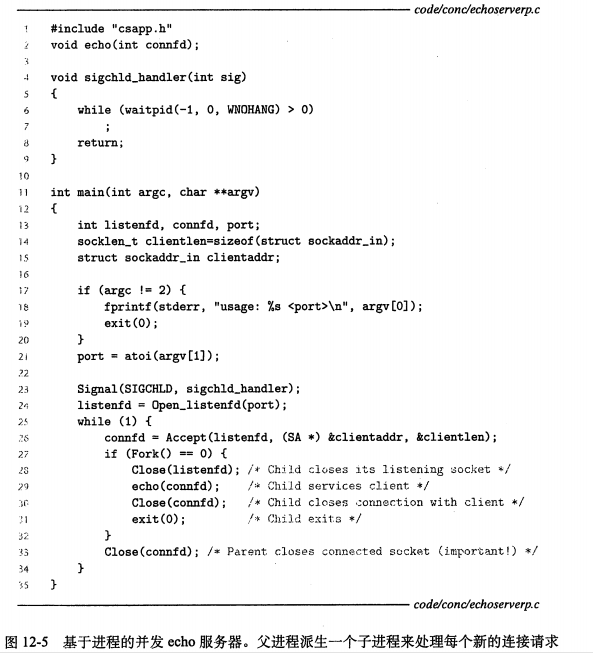 code/conc/echoserverp.c
1 #include "csapp.h"
2 void echo(int connfd);
3
4 void sigchld_handler(int sig)
5 {
6     while (waitpid(-1, 0, WNOHANG) > 0)
7         ;
8     return;
9 }
10
11 int main(int argc, char **argv)
12 {
13     int listenfd, connfd, port;
14     socklen_t clientlen=sizeof(struct sockaddr_in);
15     struct sockaddr_in clientaddr;
16
17     if (argc != 2) {
18         fprintf(stderr, "usage: %s <port>\n", argv[0]);
19         exit(0);
20     }
21     port = atoi(argv[1]);
22
23     Signal(SIGCHLD, sigchld_handler);
24     listenfd = Open_listenfd(port);
25     while (1) {
26         connfd = Accept(listenfd, (SA *) &clientaddr, &clientlen);
27         if (Fork() == 0) {
28             Close(listenfd); /* Child closes its listening socket */
29             echo(connfd);    /* Child services client */
30             Close(connfd);   /* Child closes connection with client */
31             exit(0);         /* Child exits */
32         }
33         Close(connfd); /* Parent closes connected socket (important!) */
34     }
35 }
code/conc/echoserverp.c
图 12-5 基于进程的并发 echo 服务器。父进程派生一个子进程来处理每个新的连接请求